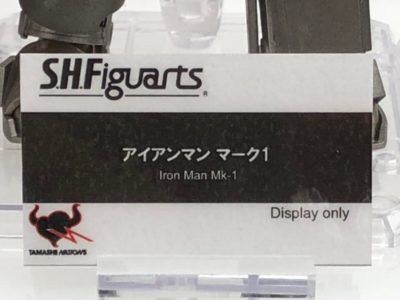 S.H.Figuarts
®
アイアンマン マーク1
Iron Man Mk-1
Display only
TAMASHII NATIONS